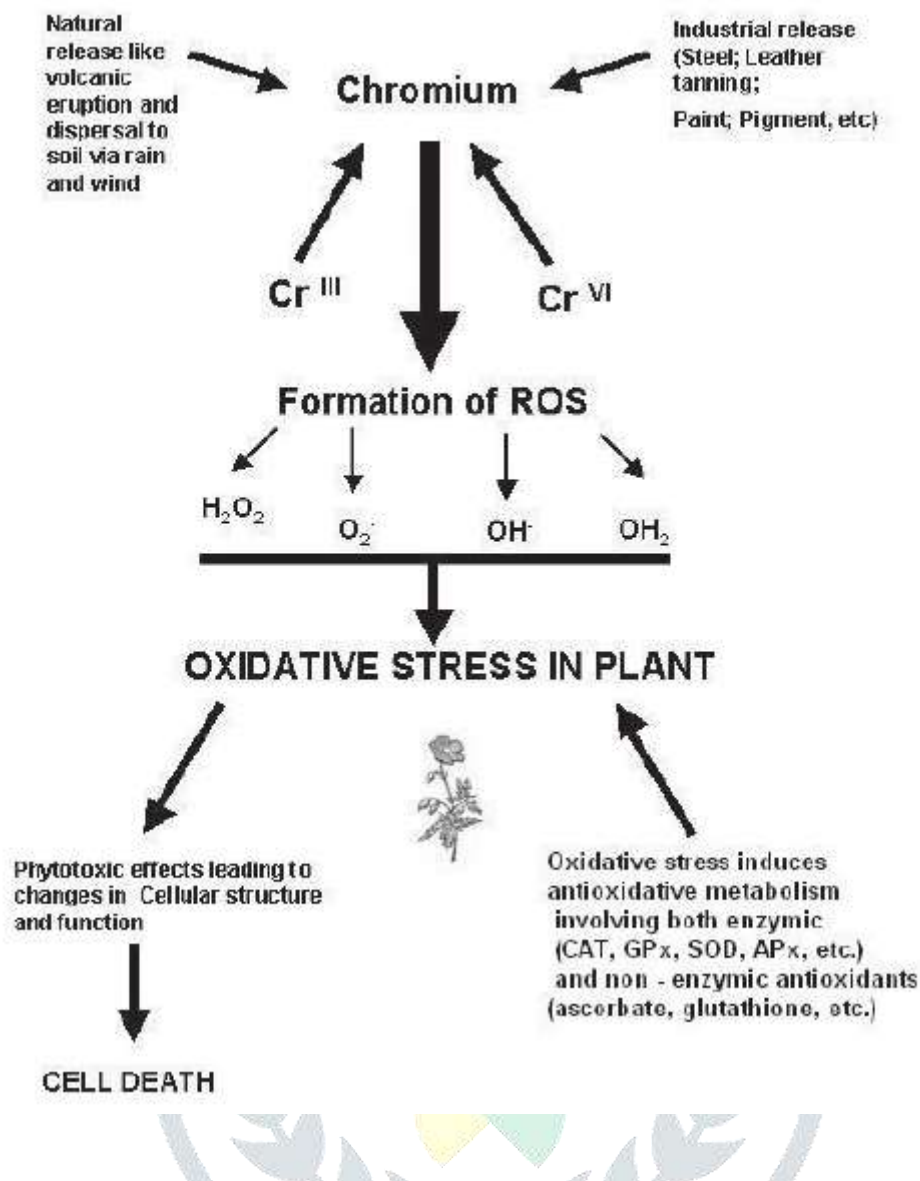 Natural
release like
volcanic
eruption and
dispersal to
soil via rain
and wind
Industrial release
(Steel; Leather
tanning;
Paint; Pigment, etc)
Chromium
Cr III
Cr VI
Formation of ROS
H₂O₂
O₂⁻
OH⁻
OH₂
OXIDATIVE STRESS IN PLANT
Phytotoxic effects leading to
changes in Cellular structure
and function
Oxidative stress induces
antioxidative metabolism
involving both enzymic
(CAT, GPx, SOD, APx, etc.)
and non - enzymic antioxidants
(ascorbate, glutathione, etc.)
CELL DEATH